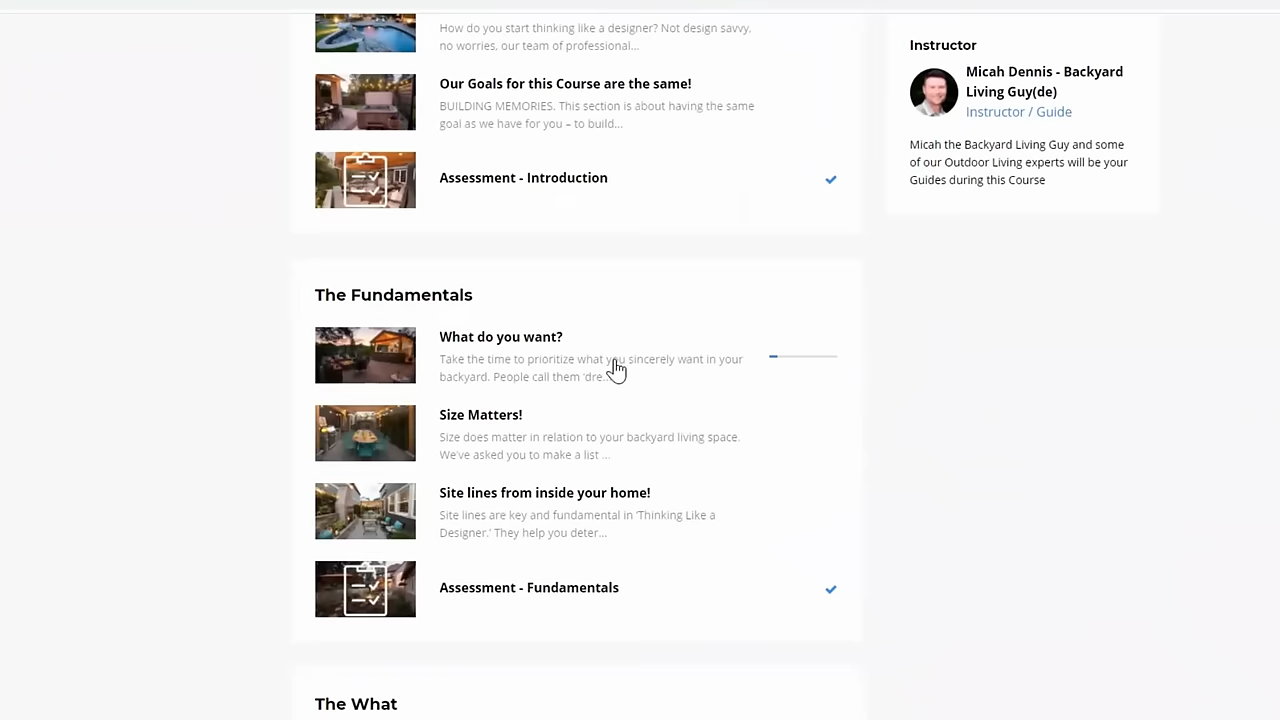 How do you start thinking like a designer? Not design savvy,
no worries, our team of professional...
Our Goals for this Course are the same!
BUILDING MEMORIES. This section is about having the same
goal as we have for you – to build...
Assessment - Introduction
The Fundamentals
What do you want?
Take the time to prioritize what you sincerely want in your
backyard. People call them 'dre...
Size Matters!
Size does matter in relation to your backyard living space.
We've asked you to make a list ...
Site lines from inside your home!
Site lines are key and fundamental in 'Thinking Like a
Designer.' They help you deter...
Assessment - Fundamentals
The What
Instructor
Micah Dennis - Backyard
Living Guy(de)
Instructor / Guide
Micah the Backyard Living Guy and some
of our Outdoor Living experts will be your
Guides during this Course